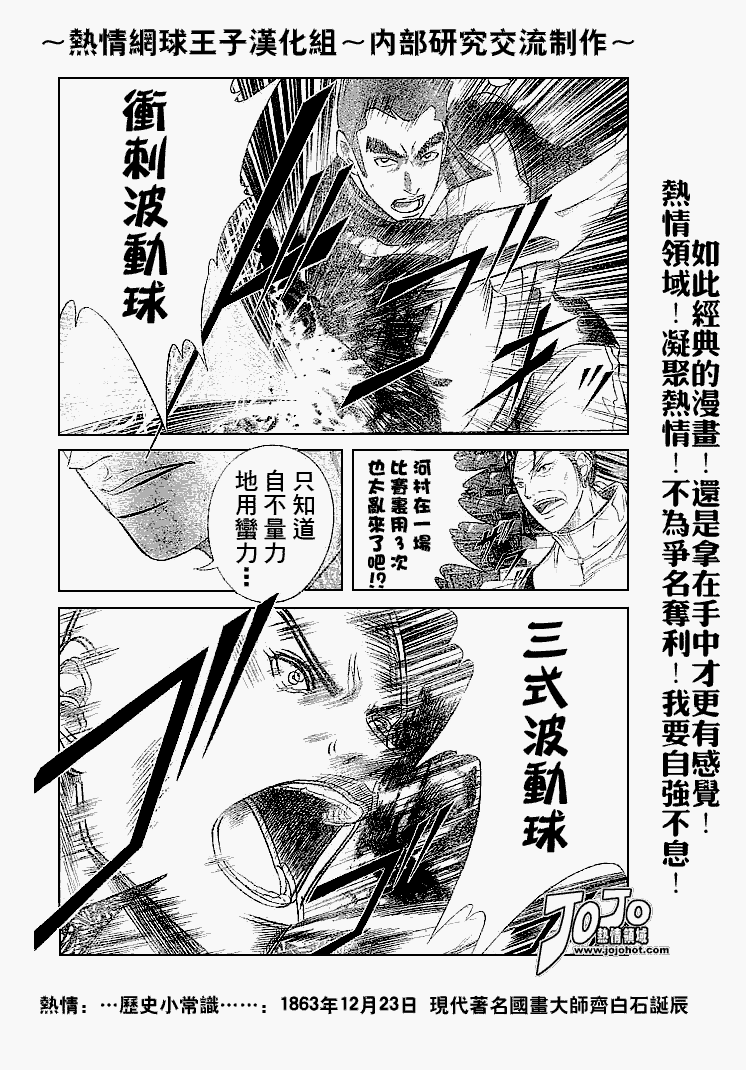 ～熱情網球王子漢化組～內部研究交流制作～
衝刺波動球
如此經典的漫畫！還是拿在手中才更有感覺！
熱情領域！凝聚熱情！不為爭名奪利！我要自強不息！
河村在一場
比賽裏用3次
也太亂來了吧!?
只知道
自不量力
地用蠻力…
三式波動球
JOJO
熱情領域
www.jojohot.com
熱情：…歷史小常識……：1863年12月23日 現代著名國畫大師齊白石誕辰